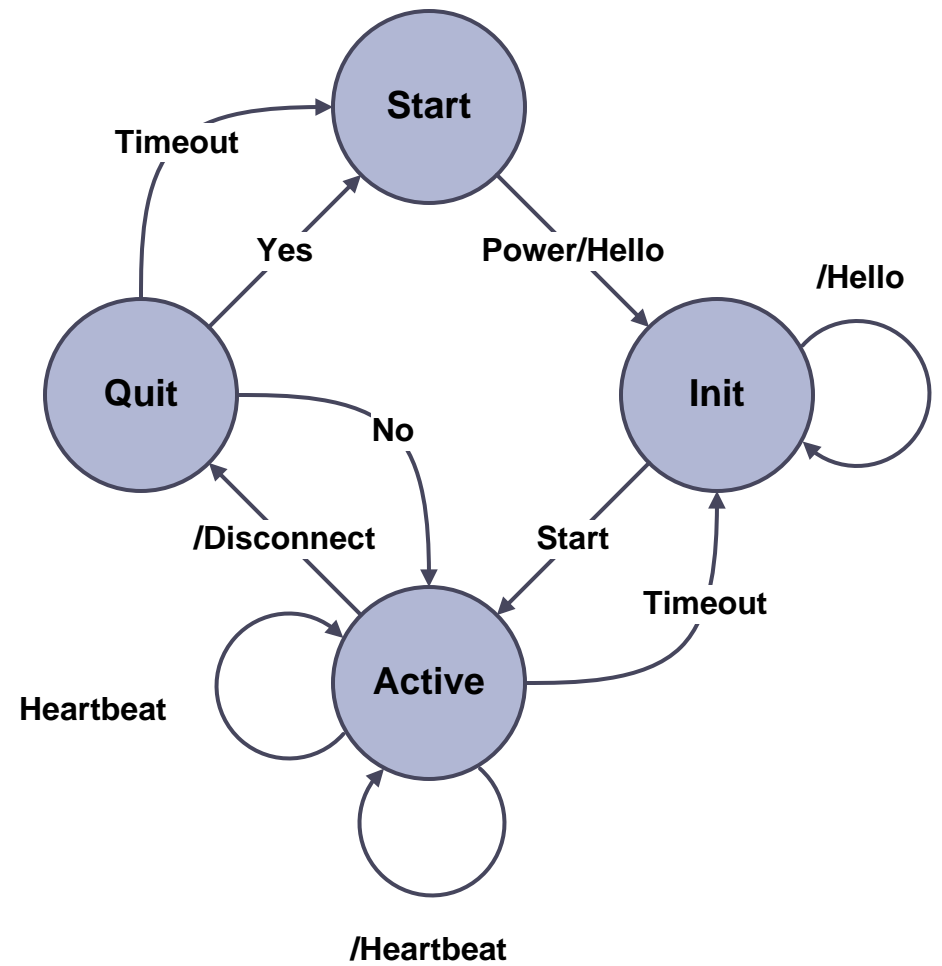 Start
Timeout
Yes
Power/Hello
/Hello
Quit
Init
No
/Disconnect
Start
Timeout
Active
Heartbeat
/Heartbeat